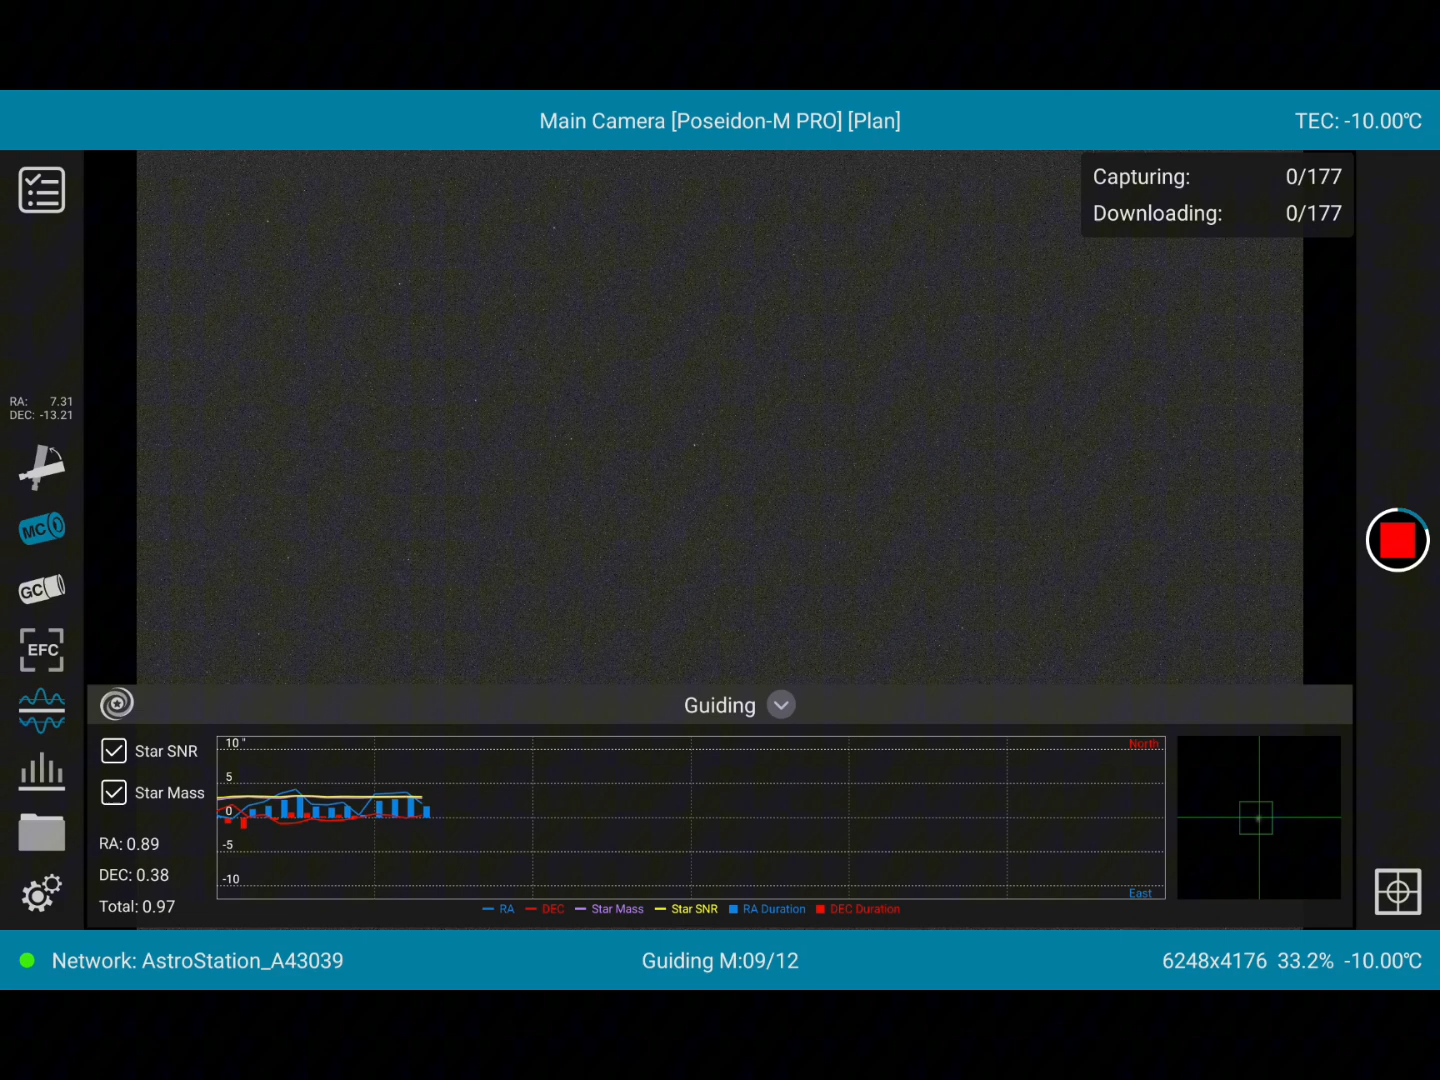 Main Camera [Poseidon-M PRO] [Plan]
TEC: -10.00℃
Capturing: 0/177
Downloading: 0/177
RA: 7.31
DEC: -13.21
MC
GC
EFC
Guiding
Star SNR
Star Mass
RA: 0.89
DEC: 0.38
Total: 0.97
10 "
5
0
-5
-10
North
East
RA DEC Star Mass Star SNR RA Duration DEC Duration
Network: AstroStation_A43039
Guiding M:09/12
6248x4176 33.2% -10.00℃